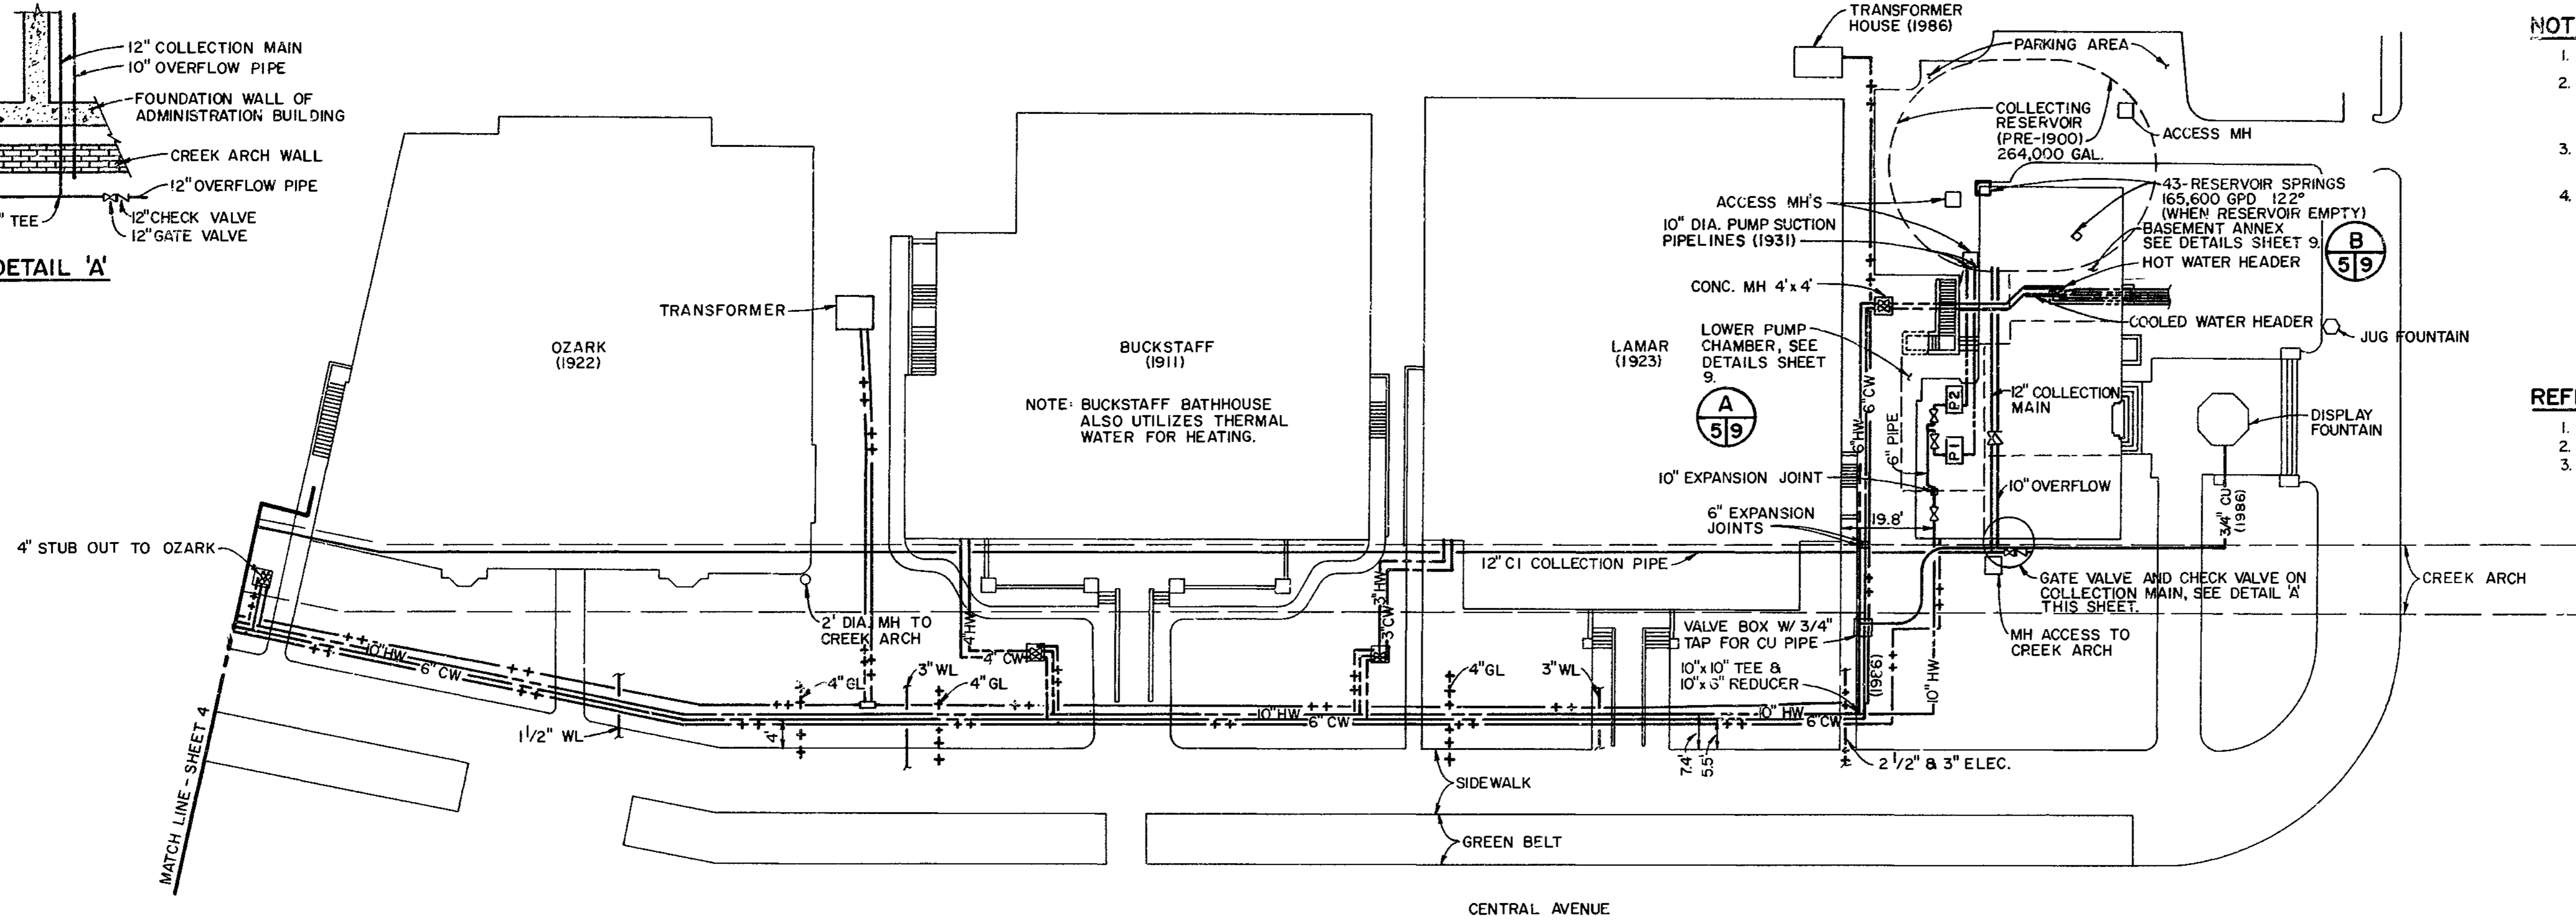 12" COLLECTION MAIN
10" OVERFLOW PIPE
FOUNDATION WALL OF
ADMINISTRATION BUILDING
CREEK ARCH WALL
12" OVERFLOW PIPE
" TEE
12" CHECK VALVE
12" GATE VALVE
DETAIL 'A'
TRANSFORMER
HOUSE (1986)
PARKING AREA
COLLECTING
RESERVOIR
(PRE-1900)
264,000 GAL.
ACCESS MH
ACCESS MH'S
43-RESERVOIR SPRINGS
165,600 GPD 122°
(WHEN RESERVOIR EMPTY)
BASEMENT ANNEX
SEE DETAILS SHEET 9.
B
5 9
10" DIA. PUMP SUCTION
PIPELINES (1931)
HOT WATER HEADER
CONC. MH 4' x 4'
COOLED WATER HEADER
JUG FOUNTAIN
LOWER PUMP
CHAMBER, SEE
DETAILS SHEET
9.
A
5 9
TRANSFORMER
OZARK
(1922)
BUCKSTAFF
(1911)
NOTE: BUCKSTAFF BATHHOUSE
ALSO UTILIZES THERMAL
WATER FOR HEATING.
LAMAR
(1923)
6" HW
6" CW
6" PIPE
P2
P1
12" COLLECTION
MAIN
DISPLAY
FOUNTAIN
10" EXPANSION JOINT
10" OVERFLOW
3/4" CU
(1986)
6" EXPANSION
JOINTS
19.8'
4" STUB OUT TO OZARK
12" CI COLLECTION PIPE
GATE VALVE AND CHECK VALVE ON
COLLECTION MAIN, SEE DETAIL 'A'
THIS SHEET.
CREEK ARCH
2' DIA. MH TO
CREEK ARCH
4" HW
4" CW
3" HW
3" CW
VALVE BOX W/ 3/4"
TAP FOR CU PIPE
MH ACCESS TO
CREEK ARCH
10" x 10" TEE &
10" x 6" REDUCER
(1986)
10" HW
10" HW
6" CW
4" GL
3" WL
4" GL
4" GL
3" WL
10" HW
6" CW
10" HW
6" CW
1 1/2" WL
4'
7.4'
5.5'
2 1/2" & 3" ELEC.
SIDEWALK
GREEN BELT
MATCH LINE - SHEET 4
CENTRAL AVENUE
NOT
1.
2.
3.
4.
REF
1.
2.
3.